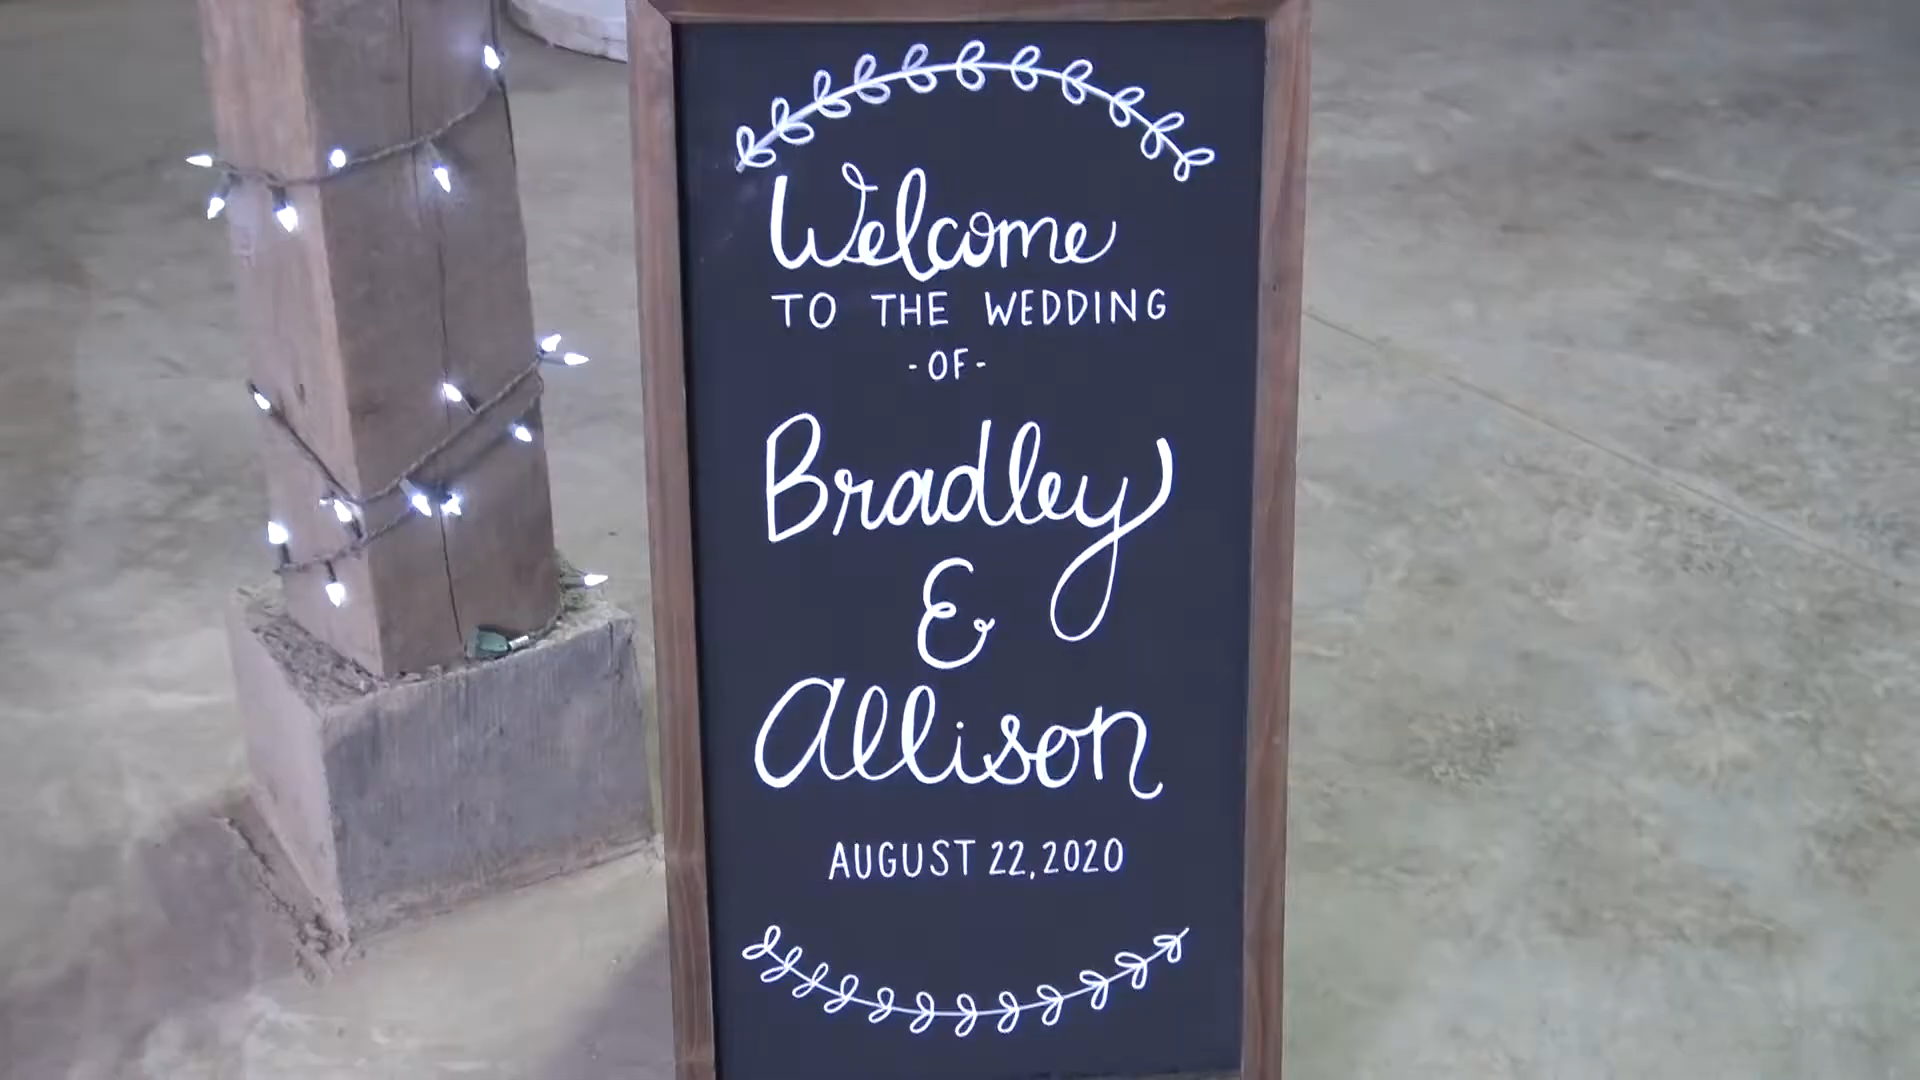 Welcome
TO THE WEDDING
-OF-
Bradley
&
Allison
AUGUST 22, 2020